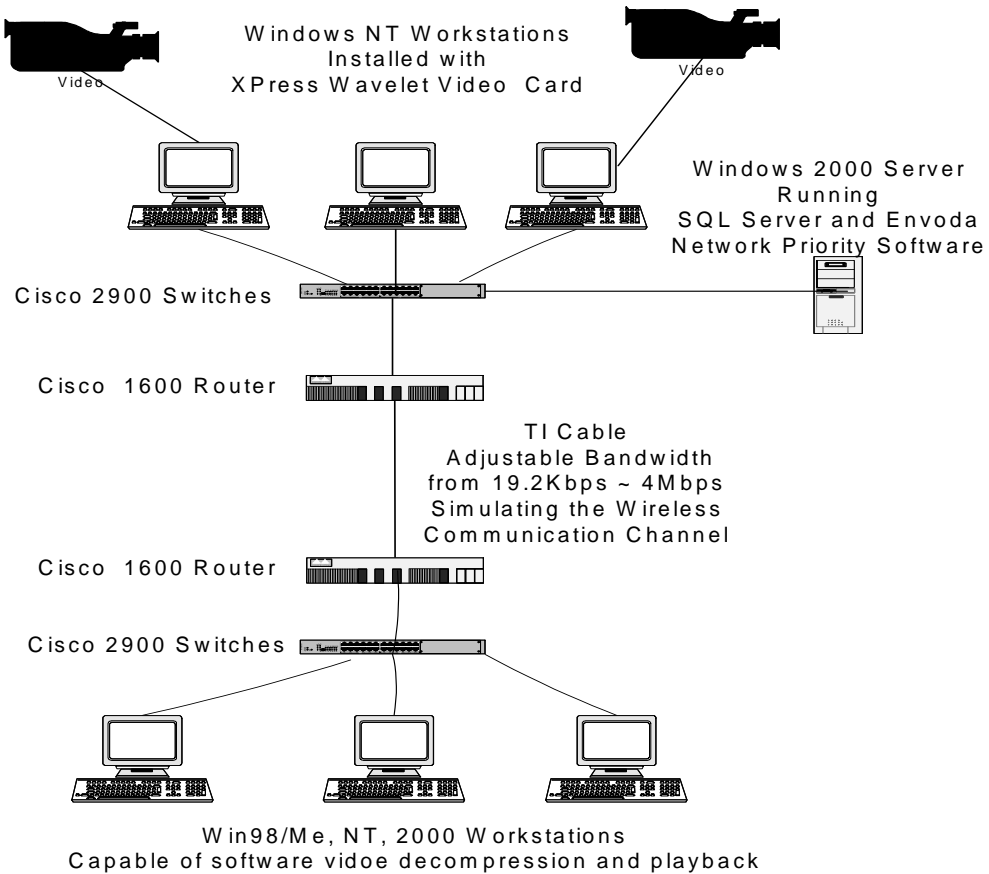 Windows NT Workstations
Installed with
XPress Wavelet Video Card
Video
Video
Windows 2000 Server
Running
SQL Server and Envoda
Network Priority Software
Cisco 2900 Switches
Cisco 1600 Router
TI Cable
Adjustable Bandwidth
from 19.2Kbps ~ 4Mbps
Simulating the Wireless
Communication Channel
Cisco 1600 Router
Cisco 2900 Switches
Win98/Me, NT, 2000 Workstations
Capable of software vidoe decompression and playback